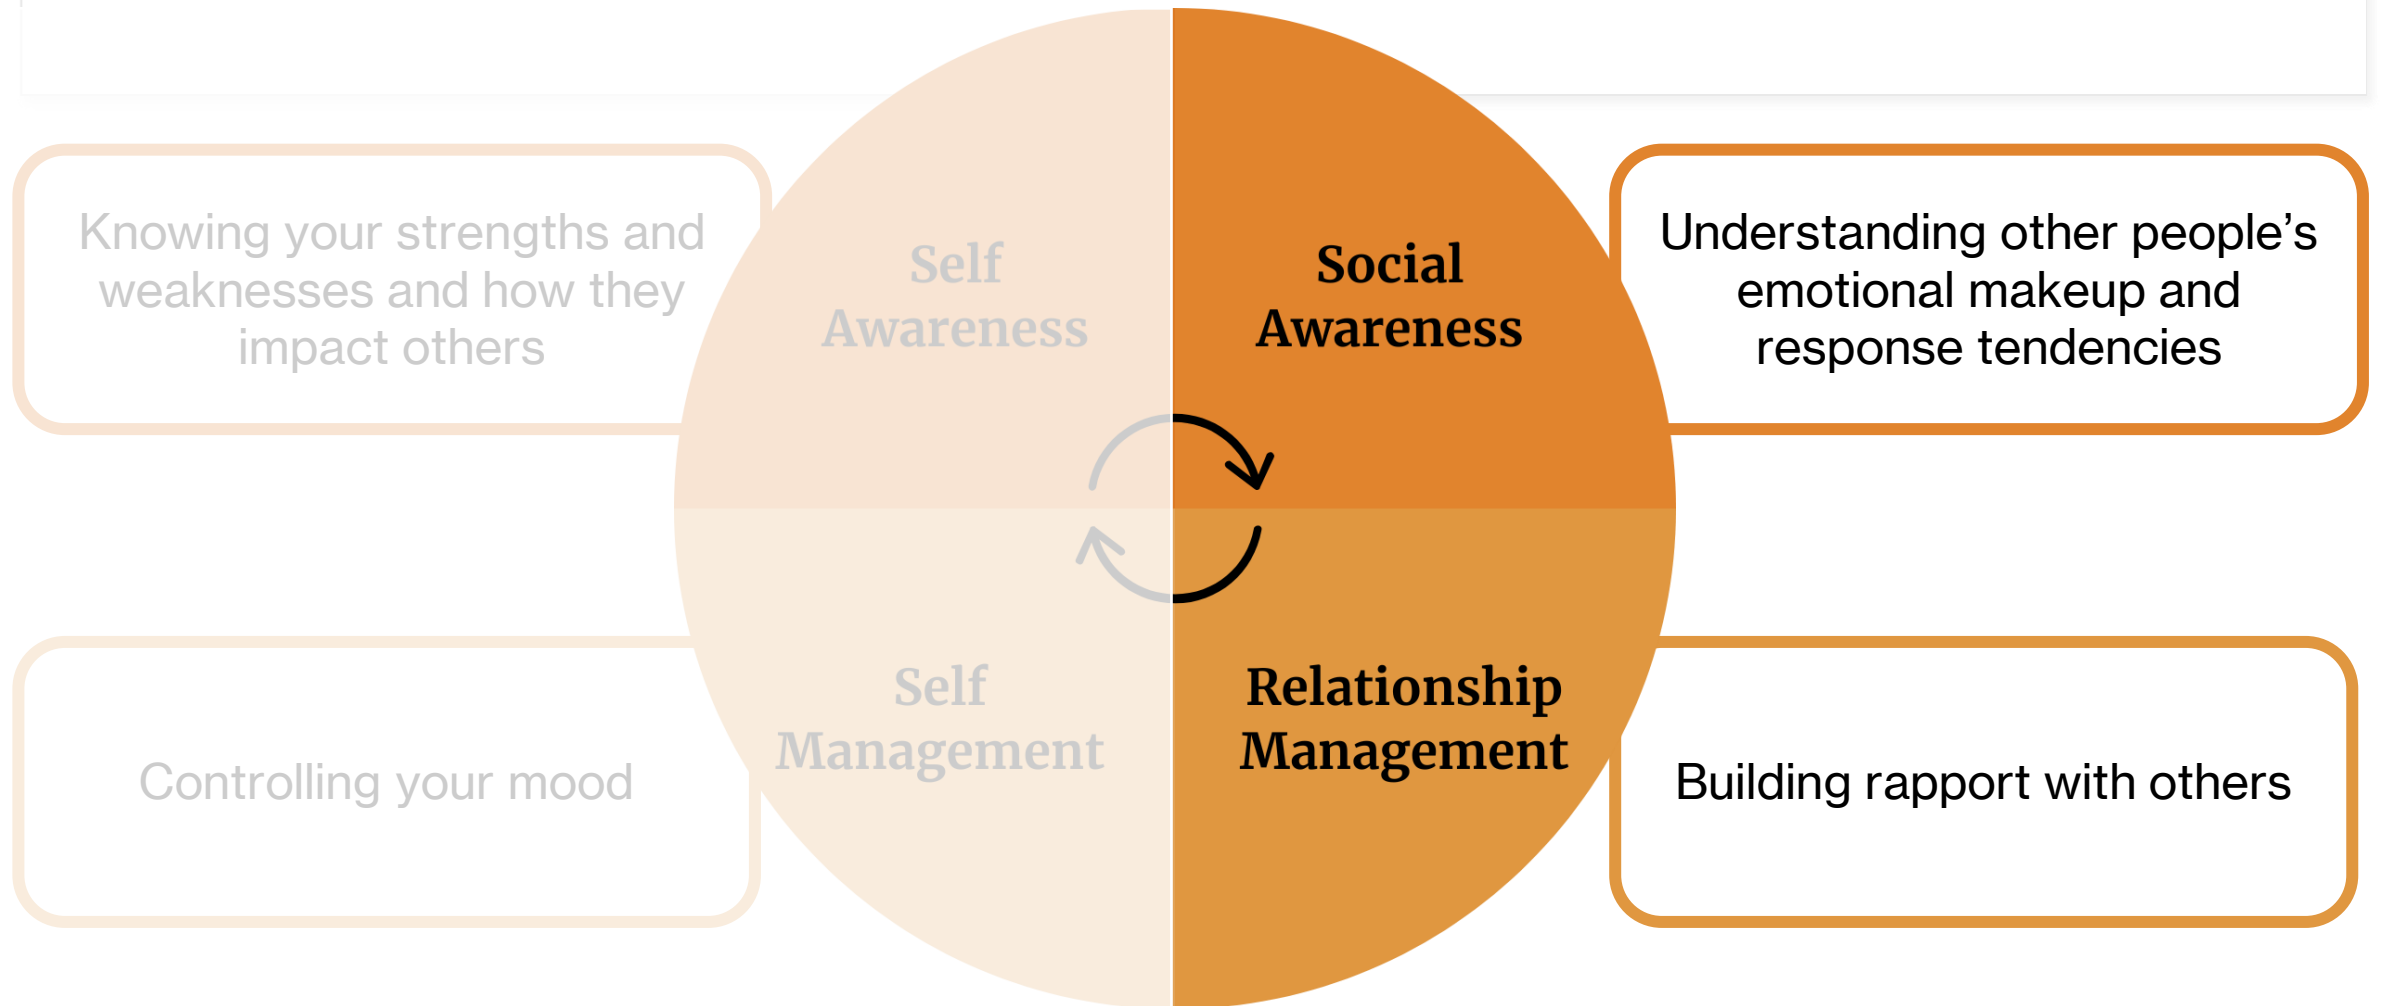 Knowing your strengths and
weaknesses and how they
impact others
Self
Awareness
Social
Awareness
Understanding other people’s
emotional makeup and
response tendencies
Controlling your mood
Self
Management
Relationship
Management
Building rapport with others